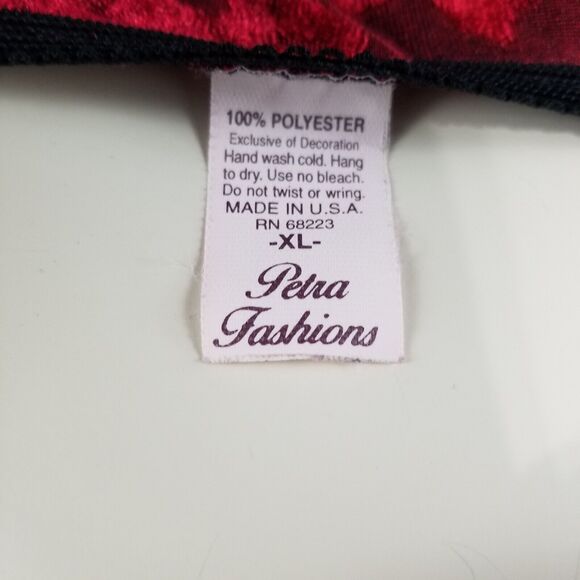 100% POLYESTER
Exclusive of Decoration
Hand wash cold. Hang
to dry. Use no bleach.
Do not twist or wring.
MADE IN U.S.A.
RN 68223
-XL-
Petra
Fashions